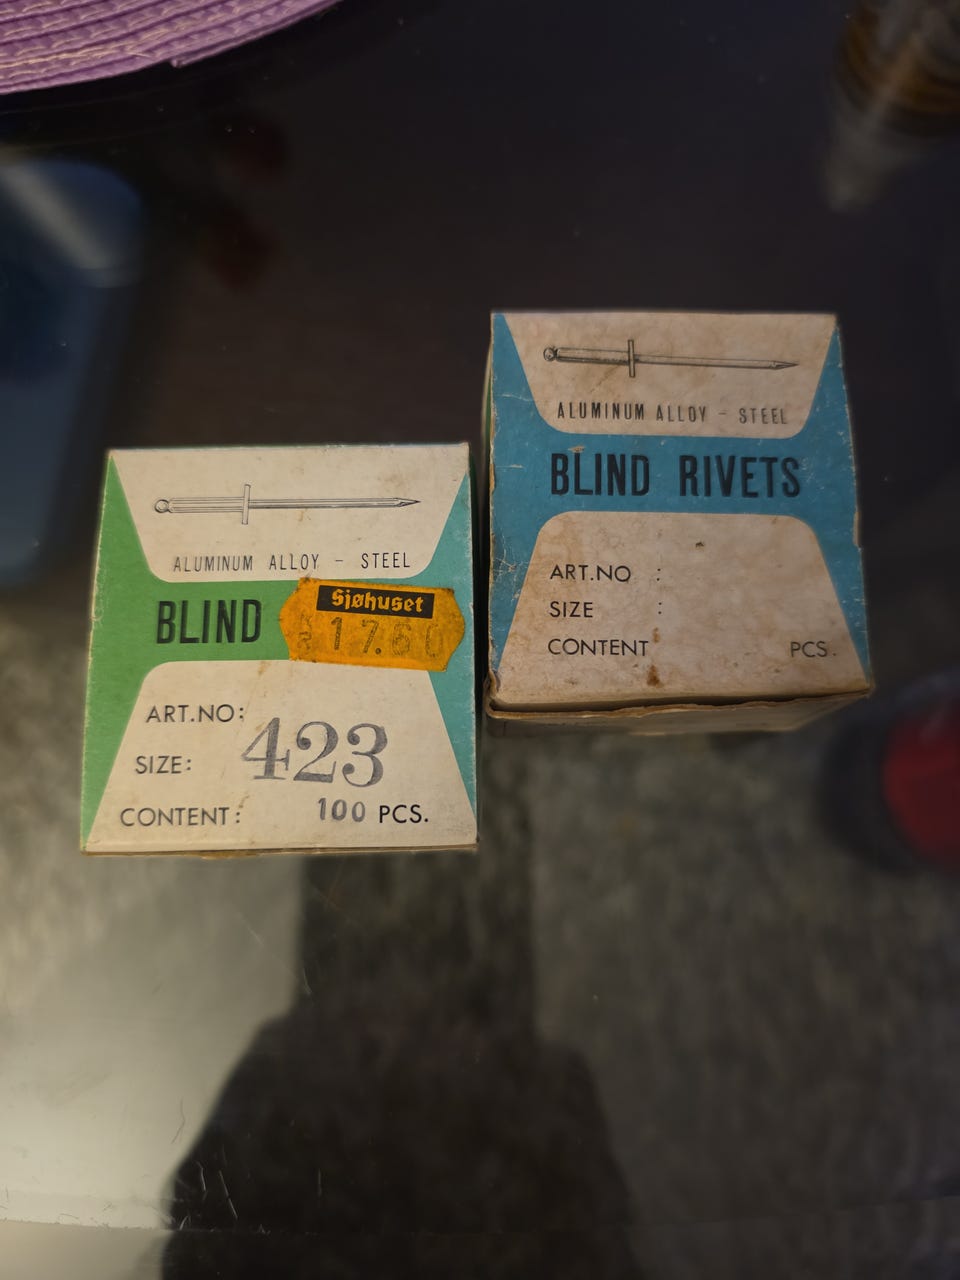 ALUMINUM ALLOY - STEEL
BLIND
Sjøhuset
17.60
ART.NO:
423
SIZE:
CONTENT: 100 PCS.
ALUMINUM ALLOY - STEEL
BLIND RIVETS
ART.NO :
SIZE :
CONTENT PCS.